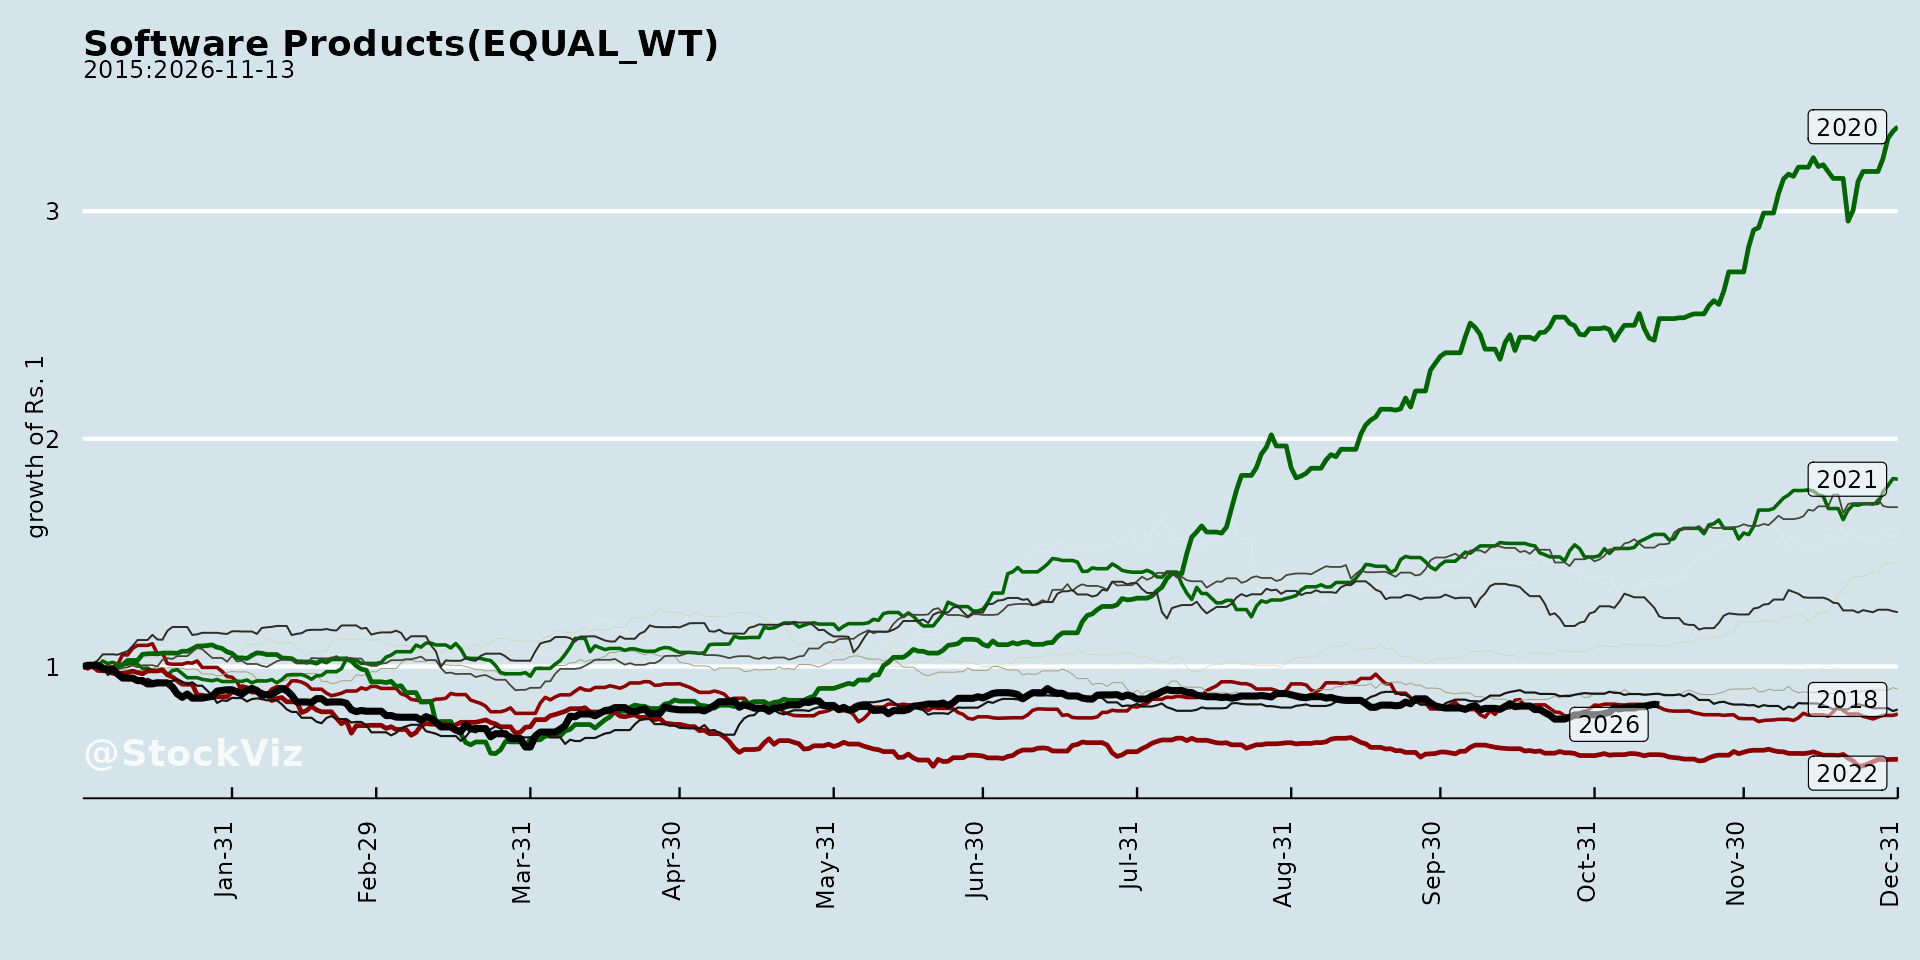 Software Products(EQUAL_WT)
2015:2026-11-13
growth of Rs. 1
3
2
1
2020
2021
2018
2026
2022
@StockViz
Jan-31
Feb-29
Mar-31
Apr-30
May-31
Jun-30
Jul-31
Aug-31
Sep-30
Oct-31
Nov-30
Dec-31